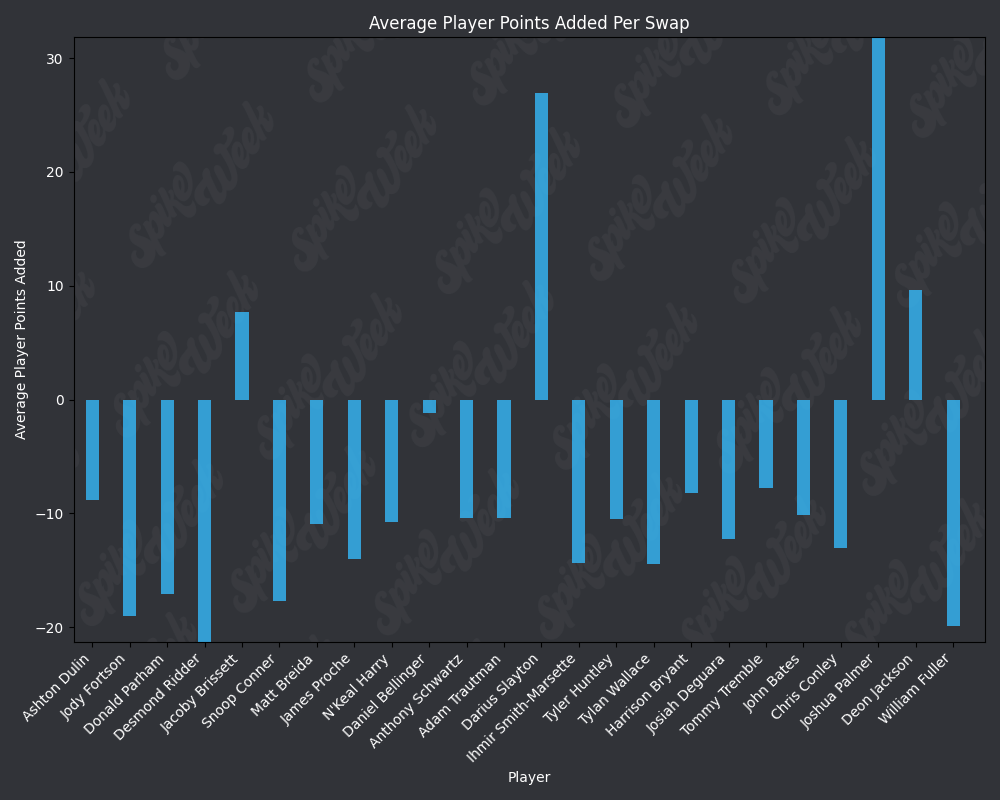 Average Player Points Added Per Swap
Average Player Points Added
30
20
10
0
−10
−20
Ashton Dulin
Jody Fortson
Donald Parham
Desmond Ridder
Jacoby Brissett
Snoop Conner
Matt Breida
James Proche
N'Keal Harry
Daniel Bellinger
Anthony Schwartz
Adam Trautman
Darius Slayton
Ihmir Smith-Marsette
Tyler Huntley
Tylan Wallace
Harrison Bryant
Josiah Deguara
Tommy Tremble
John Bates
Chris Conley
Joshua Palmer
Deon Jackson
William Fuller
Player
Spike Week